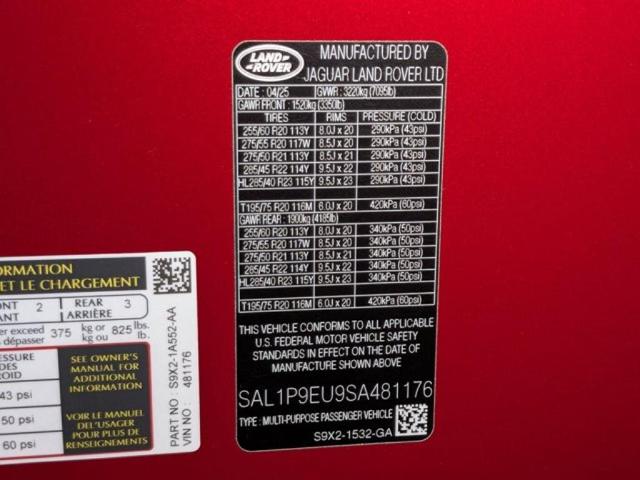 LAND
ROVER
MANUFACTURED BY
JAGUAR LAND ROVER LTD
DATE : 04/25 GVWR : 3220kg (7095lb)
GAWR FRONT : 1520kg (3350lb)
TIRES RIMS PRESSURE (COLD)
255/60 R20 113Y 8.0J x 20 290kPa (43psi)
275/55 R20 117W 8.5J x 20 290kPa (43psi)
275/50 R21 113Y 8.5J x 21 290kPa (43psi)
285/45 R22 114Y 9.5J x 22 290kPa (43psi)
HL285/40 R23 115Y 9.5J x 23 290kPa (43psi)
T195/75 R20 116M 6.0J x 20 420kPa (60psi)
GAWR REAR : 1900kg (4185lb)
255/60 R20 113Y 8.0J x 20 340kPa (50psi)
275/55 R20 117W 8.5J x 20 340kPa (50psi)
275/50 R21 113Y 8.5J x 21 340kPa (50psi)
285/45 R22 114Y 9.5J x 22 340kPa (50psi)
HL285/40 R23 115Y 9.5J x 23 340kPa (50psi)
T195/75 R20 116M 6.0J x 20 420kPa (60psi)
THIS VEHICLE CONFORMS TO ALL APPLICABLE
U.S. FEDERAL MOTOR VEHICLE SAFETY
STANDARDS IN EFFECT ON THE DATE OF
MANUFACTURE SHOWN ABOVE
SAL1P9EU9SA481176
TYPE : MULTI-PURPOSE PASSENGER VEHICLE
S9X2-1532-GA
ORMATION
ET LE CHARGEMENT
ONT 2 REAR 3
ANT ARRIÈRE
er exceed 375 kg or 825 lbs.
s dépasser kg ou lb.
ESSURE
DES
ROID
43 psi
50 psi
60 psi
SEE OWNER'S
MANUAL FOR
ADDITIONAL
INFORMATION
VOIR LE MANUEL
DE L'USAGER
POUR PLUS DE
RENSEIGNEMENTS
PART NO: S9X2-1A552-AA
VIN NO: 481176